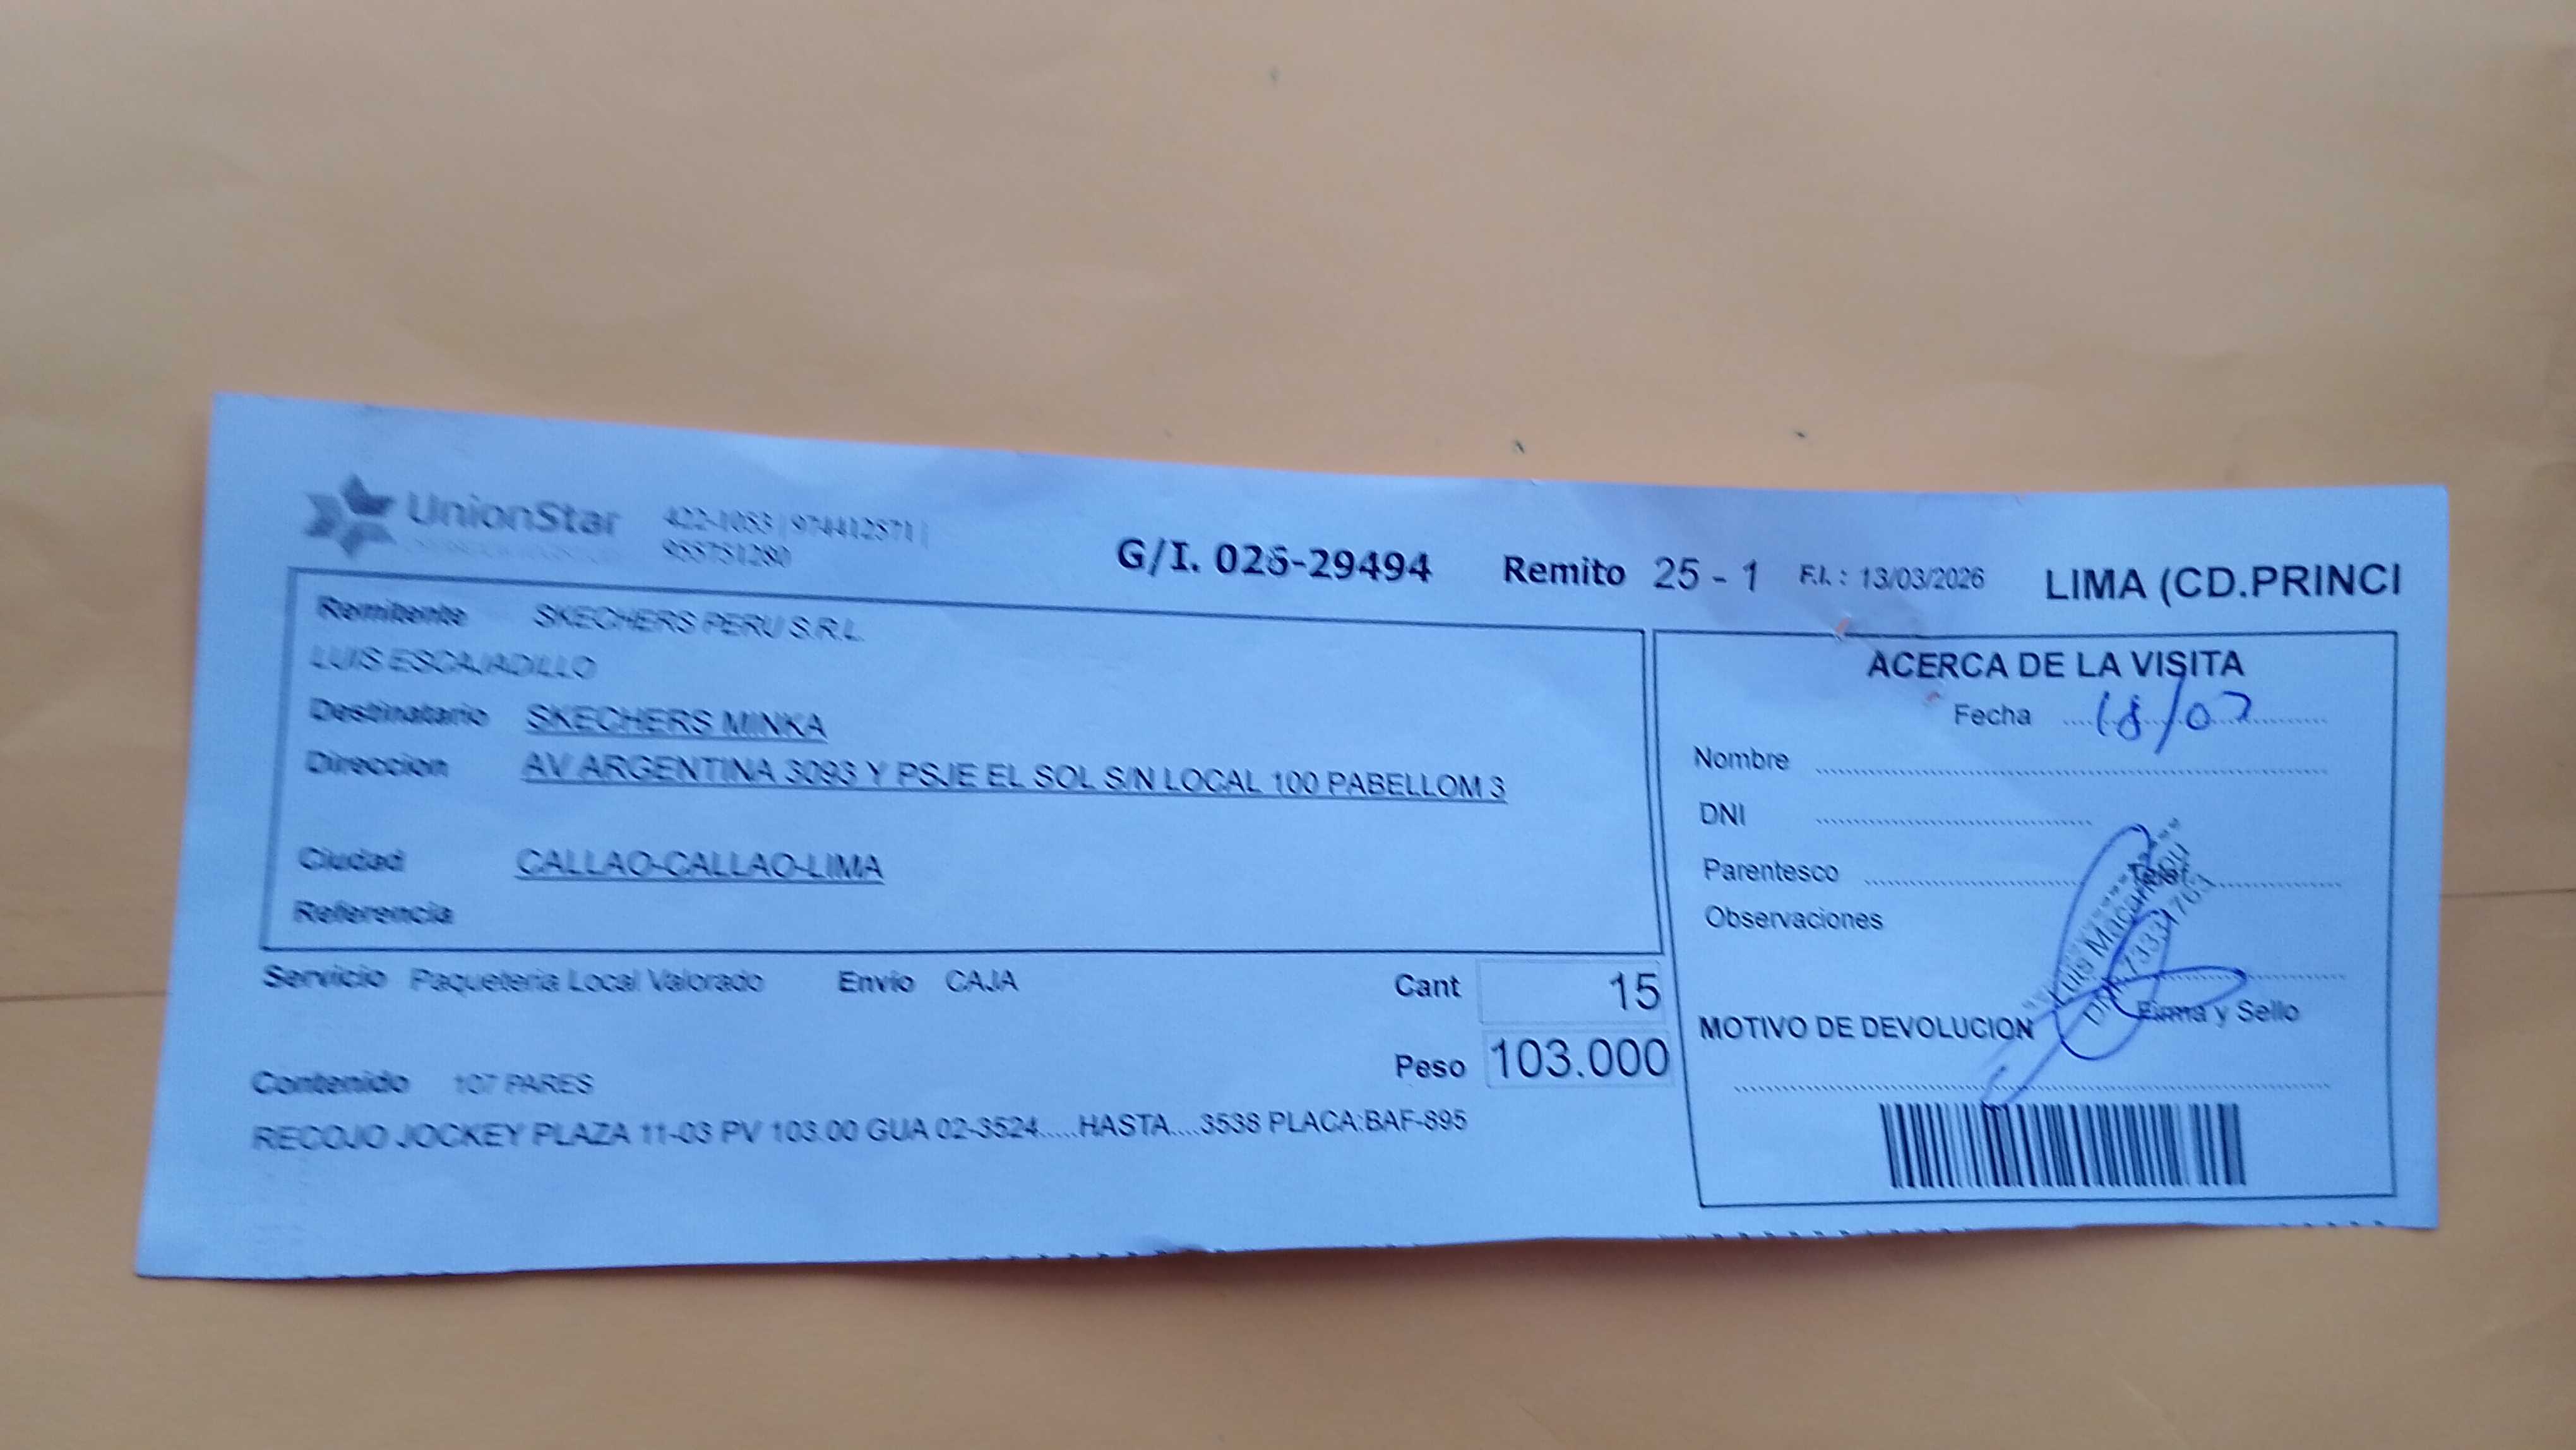 UnionStar 422-1053 | 974412571 |
G/I. 026-29494 Remito 25 - 1 F.I. : 13/03/2026 LIMA (CD.PRINCI
Remitente SKECHERS PERU S.R.L.
LUIS ESCAJADILLO
Destinatario SKECHERS MINKA
Direccion AV ARGENTINA 3093 Y PSJE EL SOL S/N LOCAL 100 PABELLOM 3
Ciudad CALLAO-CALLAO-LIMA
Referencia
Servicio Paqueteria Local Valorado Envio CAJA Cant 15
Peso 103.000
Contenido 107 PARES
RECOJO JOCKEY PLAZA 11-03 PV 103.00 GUA 02-3524.....HASTA....3538 PLACA:BAF-895
ACERCA DE LA VISITA
Fecha
Nombre
DNI
Parentesco Telef.
Observaciones
Luis
Firma y Sello
MOTIVO DE DEVOLUCION